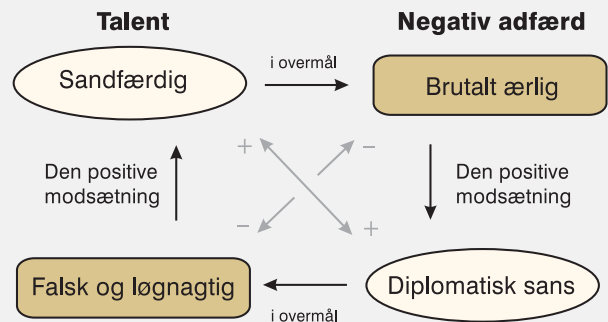 Talent
Negativ adfærd
Sandfærdig
i overmål
Brutalt ærlig
+
–
Den positive
modsætning
Den positive
modsætning
–
+
Falsk og løgnagtig
i overmål
Diplomatisk sans